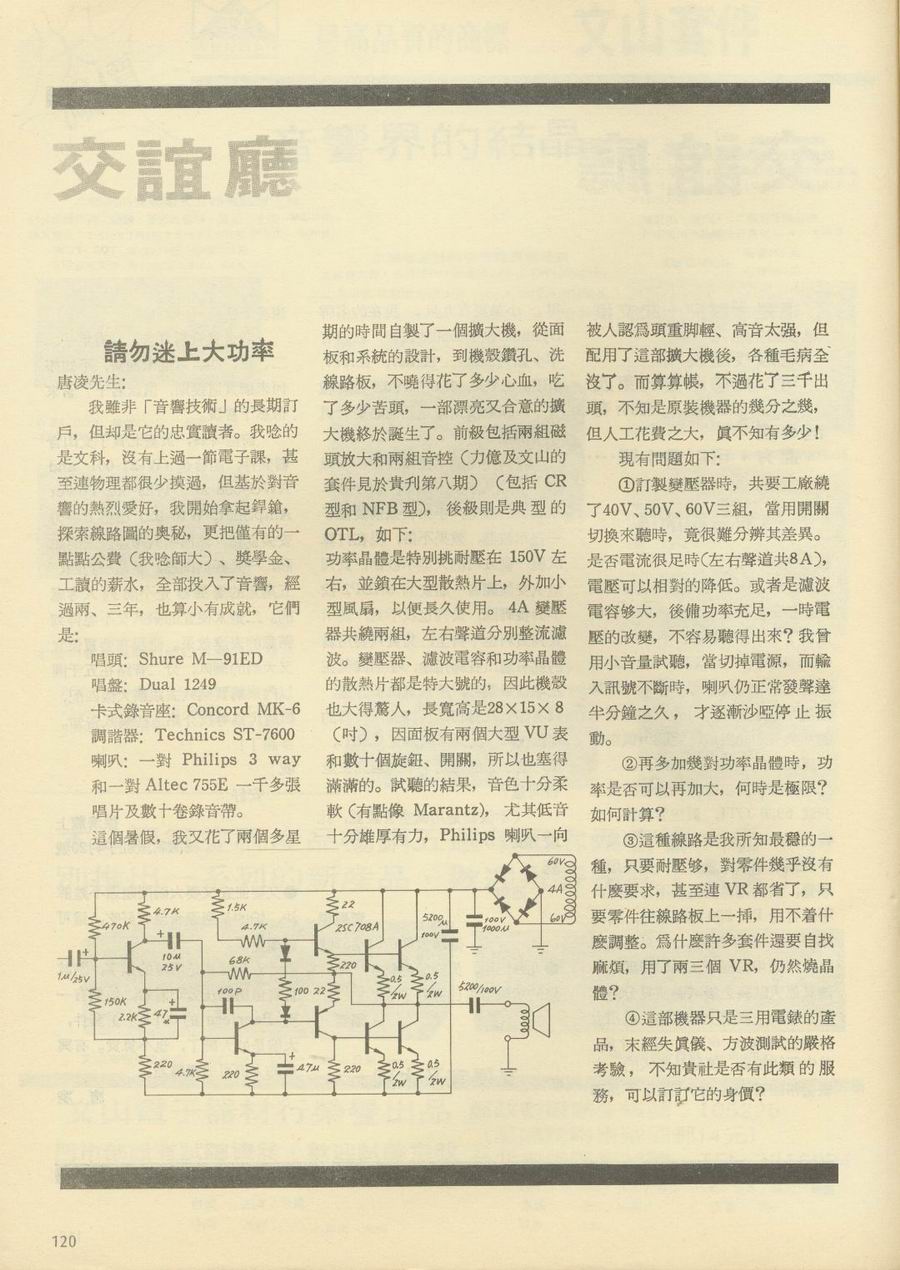 交誼廳
請勿迷上大功率
唐凌先生:
我雖非「音響技術」的長期訂
戶，但却是它的忠實讀者。我唸的
是文科，沒有上過一節電子課，甚
至連物理都很少摸過，但基於對音
響的熱烈愛好，我開始拿起銲鎗，
探索線路圖的奥秘，更把僅有的一
點點公費（我唸師大）、獎學金、
工讀的薪水，全部投入了音響，經
過兩、三年，也算小有成就，它們
是:
唱頭: Shure M—91ED
唱盤: Dual 1249
卡式錄音座: Concord MK-6
調諧器: Technics ST-7600
喇叭: 一對 Philips 3 way
和一對 Altec 755E 一千多張
唱片及數十卷錄音帶。
這個暑假，我又花了兩個多星
期的時間自製了一個擴大機，從面
板和系統的設計，到機殼鑽孔、洗
線路板，不曉得花了多少心血，吃
了多少苦頭，一部漂亮又合意的擴
大機終於誕生了。前級包括兩組磁
頭放大和兩組音控（力億及文山的
套件見於貴刋第八期）（包括 CR
型和 NFB 型），後級則是典型的
OTL，如下:
功率晶體是特別挑耐壓在 150V 左
右，並鎖在大型散熱片上，外加小
型風扇，以便長久使用。4A 變壓
器共繞兩組，左右聲道分別整流濾
波。變壓器、濾波電容和功率晶體
的散熱片都是特大號的，因此機殼
也大得驚人，長寬高是28×15×8
（吋），因面板有兩個大型 VU 表
和數十個旋鈕、開關，所以也塞得
滿滿的。試聽的結果，音色十分柔
軟（有點像 Marantz），尤其低音
十分雄厚有力，Philips 喇叭一向
被人認爲頭重脚輕、高音太强，但
配用了這部擴大機後，各種毛病全
沒了。而算算帳，不過花了三千出
頭，不知是原裝機器的幾分之幾，
但人工花費之大，眞不知有多少！
現有問題如下:
①訂製變壓器時，共要工廠繞
了40V、50V、60V三組，當用開關
切換來聽時，竟很難分辨其差異。
是否電流很足時（左右聲道共8A），
電壓可以相對的降低。或者是濾波
電容够大，後備功率充足，一時電
壓的改變，不容易聽得出來？我曾
用小音量試聽，當切掉電源，而輸
入訊號不斷時，喇叭仍正常發聲達
半分鐘之久，才逐漸沙啞停止振
動。
②再多加幾對功率晶體時，功
率是否可以再加大，何時是極限？
如何計算？
③這種線路是我所知最穩的一
種，只要耐壓够，對零件幾乎沒有
什麼要求，甚至連 VR 都省了，只
要零件往線路板上一揷，用不着什
麼調整。爲什麼許多套件還要自找
麻煩，用了兩三個 VR，仍然燒晶
體？
④這部機器只是三用電錶的產
品，未經失眞儀、方波測試的嚴格
考驗，不知貴社是否有此類的服
務，可以訂訂它的身價？
470K
4.7K
1.5K
22
2SC708A
5200μ
100V
100V
1000μ
60V
4A
60V
1μ/25V
10μ
25V
4.7K
68K
220
0.5
2W
0.5
2W
150K
2.2K
47
μ
100P
100
22
5200/100V
220
4.7K
220
47μ
220
0.5
2W
0.5
2W
120